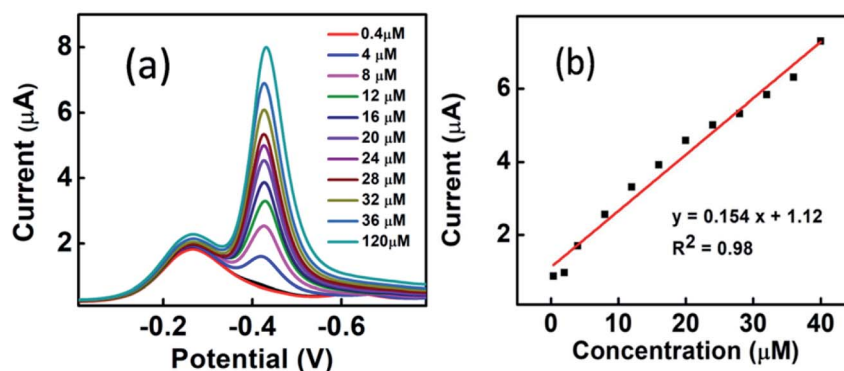 (a)
Current (μA)
8
6
4
2
-0.2
-0.4
-0.6
Potential (V)
0.4μM
4 μM
8 μM
12 μM
16 μM
20 μM
24 μM
28 μM
32 μM
36 μM
120μM
(b)
Current (μA)
6
4
2
0
10
20
30
40
Concentration (μM)
y = 0.154 x + 1.12
R² = 0.98